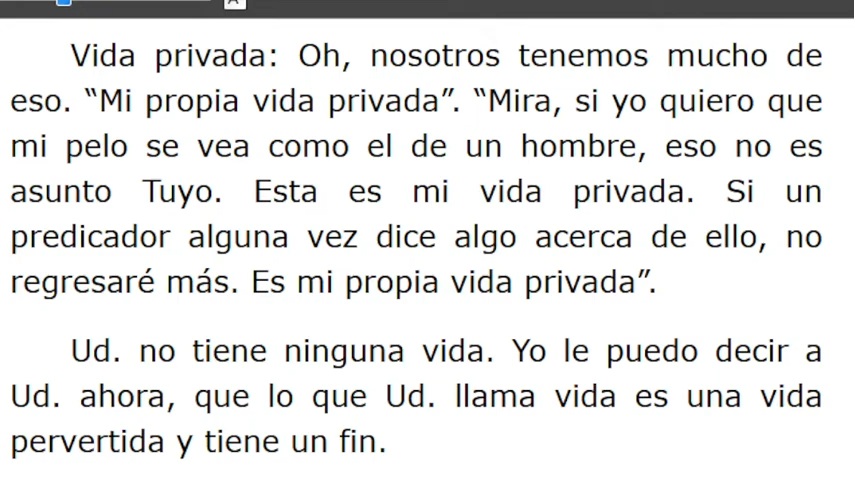 Vida privada: Oh, nosotros tenemos mucho de
eso. “Mi propia vida privada”. “Mira, si yo quiero que
mi pelo se vea como el de un hombre, eso no es
asunto Tuyo. Esta es mi vida privada. Si un
predicador alguna vez dice algo acerca de ello, no
regresaré más. Es mi propia vida privada”.
Ud. no tiene ninguna vida. Yo le puedo decir a
Ud. ahora, que lo que Ud. llama vida es una vida
pervertida y tiene un fin.